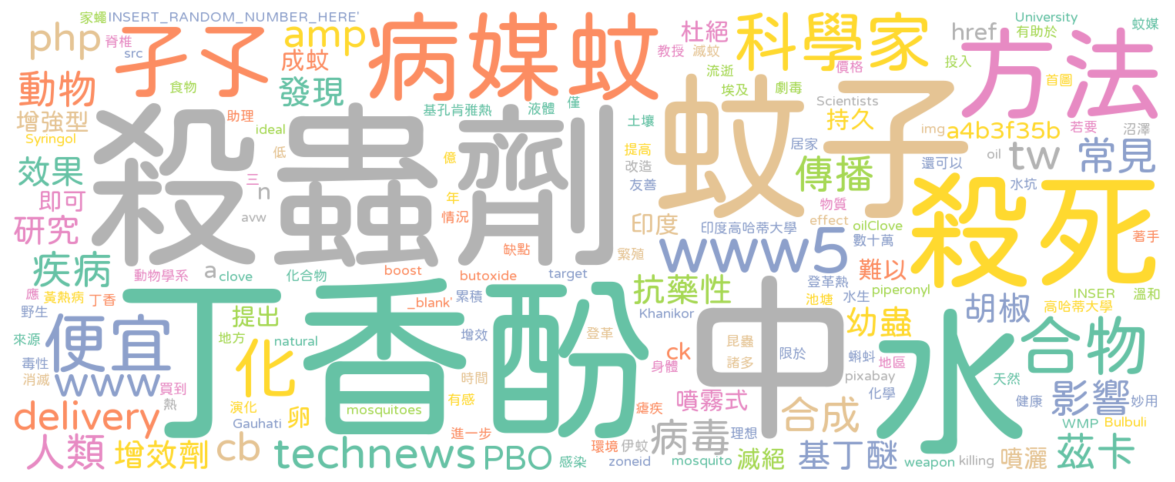 家蠅
INSERT_RANDOM_NUMBER_HERE'
php
脊椎
src
孑孓
amp
成蚊
病媒蚊
杜絕
教授
滅蚊
科學家
價格
href
University
有助於
投入
蚊媒
方法
首圖
動物
食物
發現
基孔肯雅熱
液體
僅
流逝
埃及
劇毒
Scientists
持久
img
a4b3f35b
若要
沼澤
增強型
助理
Syringol
ideal
殺蟲劑
土壤
蚊子
居家
還可以
oil
tw
常見
效果
低
三
億
提高
改造
友善
傳播
水坑
即可
n
avw
年
情況
物質
殺死
研究
缺點
繁殖
印度
印度高哈蒂大學
effect
oilClove
數十萬
www5
著手
疾病
動物學系
a
clove
化合物
boost
butoxide
target
抗藥性
登革熱
難以
piperonyl
INSER
溫和
應
黃熱病
丁香
_blank'
累積
池塘
水生
胡椒
高哈蒂大學
野生
提出
丁香酚
Khanikor
中
幼蟲
來源
便宜
地方
natural
化
增效
登革
昆蟲
限於
諸多
蝌蚪
地區
水
合物
毒性
消滅
www
買到
熱
時間
ck
身體
pixabay
天然
化學
健康
影響
妙用
delivery
演化
Gauhati
卵
mosquitoes
有感
瘧疾
噴霧式
合成
WMP
Bulbuli
人類
增效劑
cb
technews
進一步
PBO
感染
環境
zoneid
伊蚊
病毒
理想
mosquito
滅絕
基丁醚
weapon
killing
噴灑
茲卡